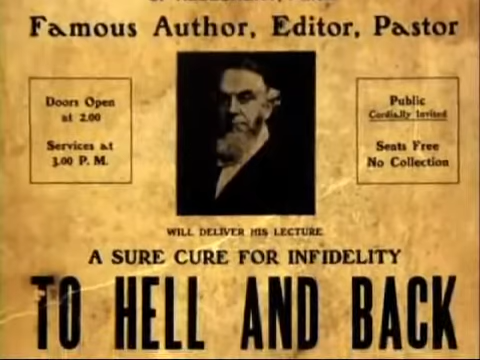 Famous Author, Editor, Pastor
Doors Open
at 2.00
Services at
3.00 P. M.
Public
Cordially Invited
Seats Free
No Collection
WILL DELIVER HIS LECTURE
A SURE CURE FOR INFIDELITY
TO HELL AND BACK